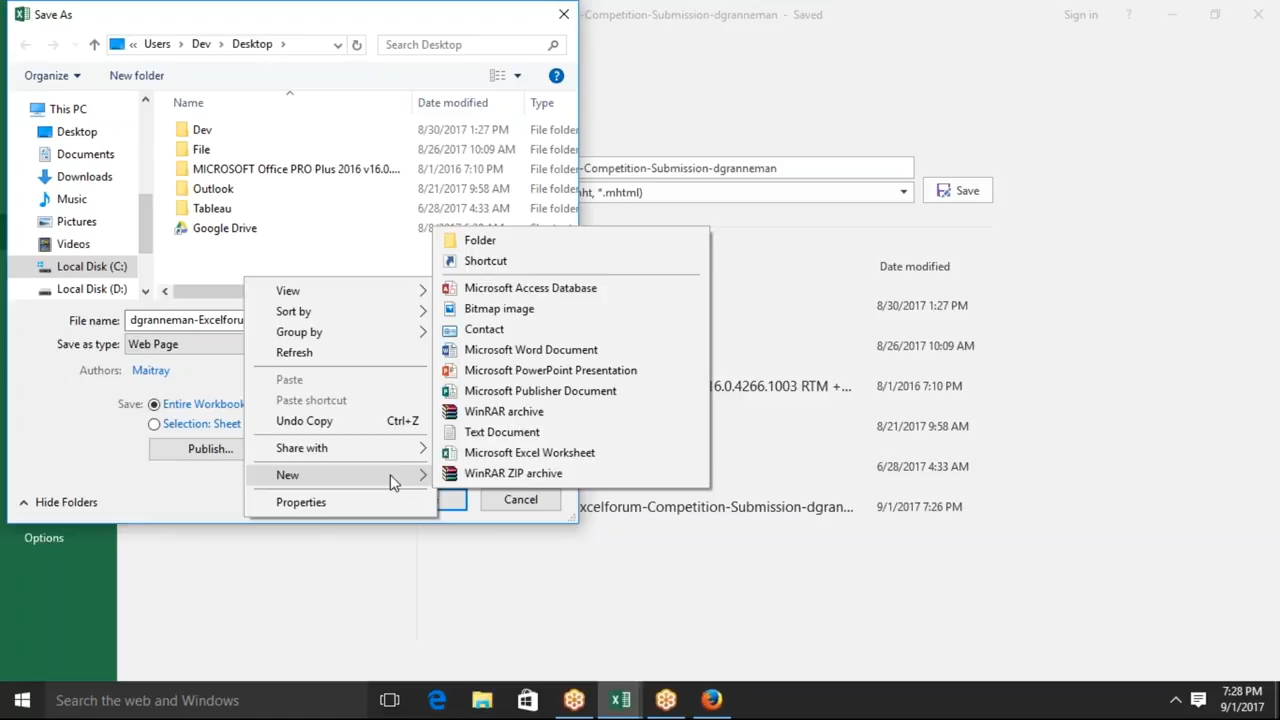 Save As
-Competition-Submission-dgranneman - Saved
Sign in
?
« Users > Dev > Desktop >
Search Desktop
Organize
New folder
Name
Date modified
Type
This PC
Desktop
Documents
Downloads
Music
Pictures
Videos
Local Disk (C:)
Local Disk (D:)
Dev 8/30/2017 1:27 PM File folde
File 8/26/2017 10:09 AM File folde
MICROSOFT Office PRO Plus 2016 v16.0.... 8/1/2016 7:10 PM File folde
Outlook 8/21/2017 9:58 AM File folde
Tableau 6/28/2017 4:33 AM File folde
Google Drive
-Competition-Submission-dgranneman
ht, *.mhtml)
Save
File name: dgranneman-Excelforu
Save as type: Web Page
Authors: Maitray
Save: Entire Workbook
Selection: Sheet
Publish...
Cancel
Hide Folders
View
Sort by
Group by
Refresh
Paste
Paste shortcut
Undo Copy Ctrl+Z
Share with
New
Properties
Folder
Shortcut
Microsoft Access Database
Bitmap image
Contact
Microsoft Word Document
Microsoft PowerPoint Presentation
Microsoft Publisher Document
WinRAR archive
Text Document
Microsoft Excel Worksheet
WinRAR ZIP archive
Date modified
8/30/2017 1:27 PM
8/26/2017 10:09 AM
16.0.4266.1003 RTM +... 8/1/2016 7:10 PM
8/21/2017 9:58 AM
6/28/2017 4:33 AM
xcelforum-Competition-Submission-dgran... 9/1/2017 7:26 PM
Options
Search the web and Windows
7:28 PM
9/1/2017